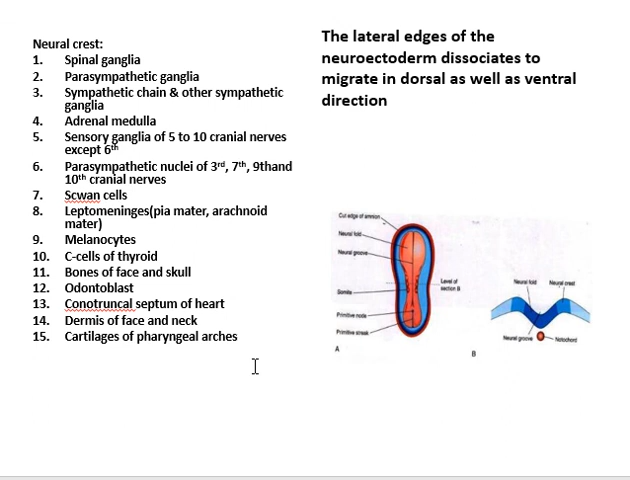 Neural crest:
1. Spinal ganglia
2. Parasympathetic ganglia
3. Sympathetic chain & other sympathetic
ganglia
4. Adrenal medulla
5. Sensory ganglia of 5 to 10 cranial nerves
except 6th
6. Parasympathetic nuclei of 3rd, 7th, 9thand
10th cranial nerves
7. Scwan cells
8. Leptomeninges(pia mater, arachnoid
mater)
9. Melanocytes
10. C-cells of thyroid
11. Bones of face and skull
12. Odontoblast
13. Conotruncal septum of heart
14. Dermis of face and neck
15. Cartilages of pharyngeal arches
The lateral edges of the
neuroectoderm dissociates to
migrate in dorsal as well as ventral
direction
Cut edge of amnion
Neural fold
Neural groove
Somite
Primitive node
Primitive streak
Level of
section B
A
Neural fold
Neural crest
Neural groove
Notochord
B